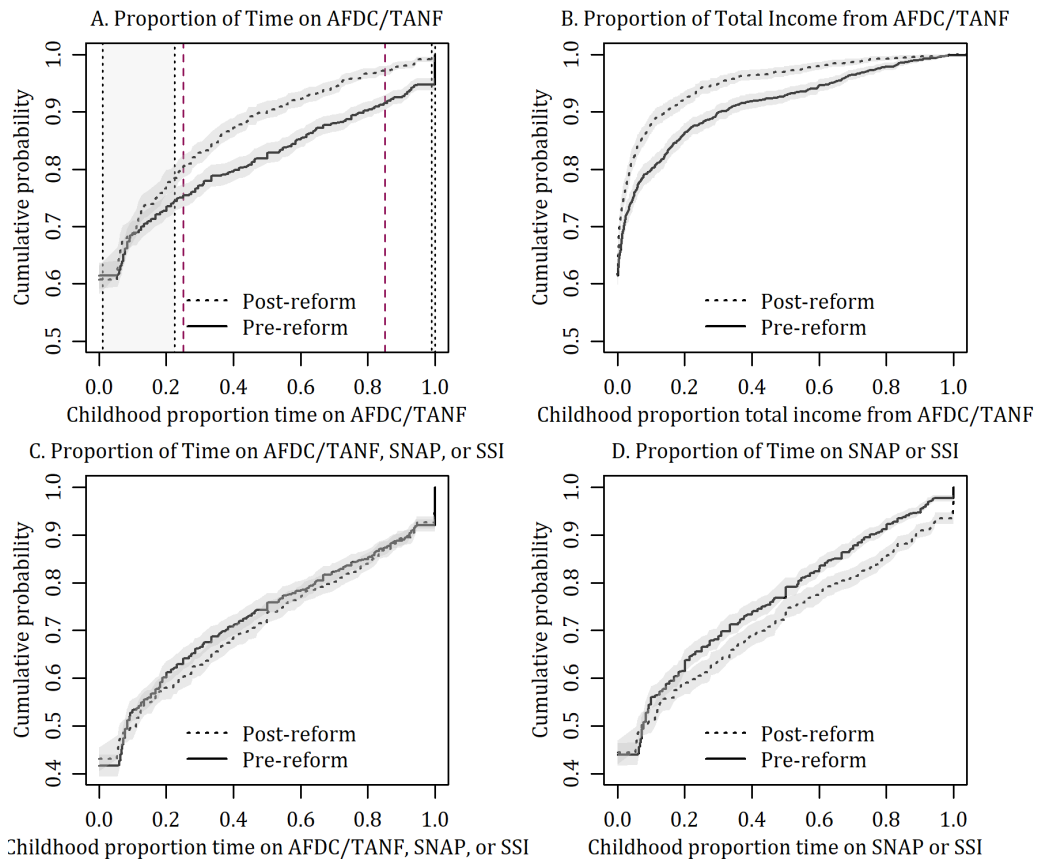 A. Proportion of Time on AFDC/TANF
Cumulative probability
1.0
0.9
0.8
0.7
0.6
0.5
Post-reform
Pre-reform
0.0 0.2 0.4 0.6 0.8 1.0
Childhood proportion time on AFDC/TANF
B. Proportion of Total Income from AFDC/TANF
Cumulative probability
1.0
0.9
0.8
0.7
0.6
0.5
Post-reform
Pre-reform
0.0 0.2 0.4 0.6 0.8 1.0
Childhood proportion total income from AFDC/TANF
C. Proportion of Time on AFDC/TANF, SNAP, or SSI
Cumulative probability
1.0
0.9
0.8
0.7
0.6
0.5
0.4
Post-reform
Pre-reform
0.0 0.2 0.4 0.6 0.8 1.0
Childhood proportion time on AFDC/TANF, SNAP, or SSI
D. Proportion of Time on SNAP or SSI
Cumulative probability
1.0
0.9
0.8
0.7
0.6
0.5
0.4
Post-reform
Pre-reform
0.0 0.2 0.4 0.6 0.8 1.0
Childhood proportion time on SNAP or SSI